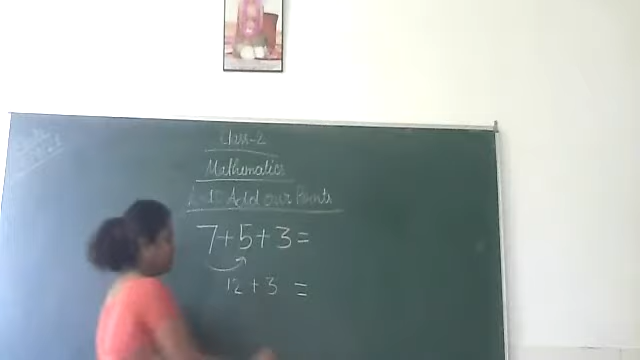 Class-2
Mathematics
Add our Points
7+5+3=
12+3 =